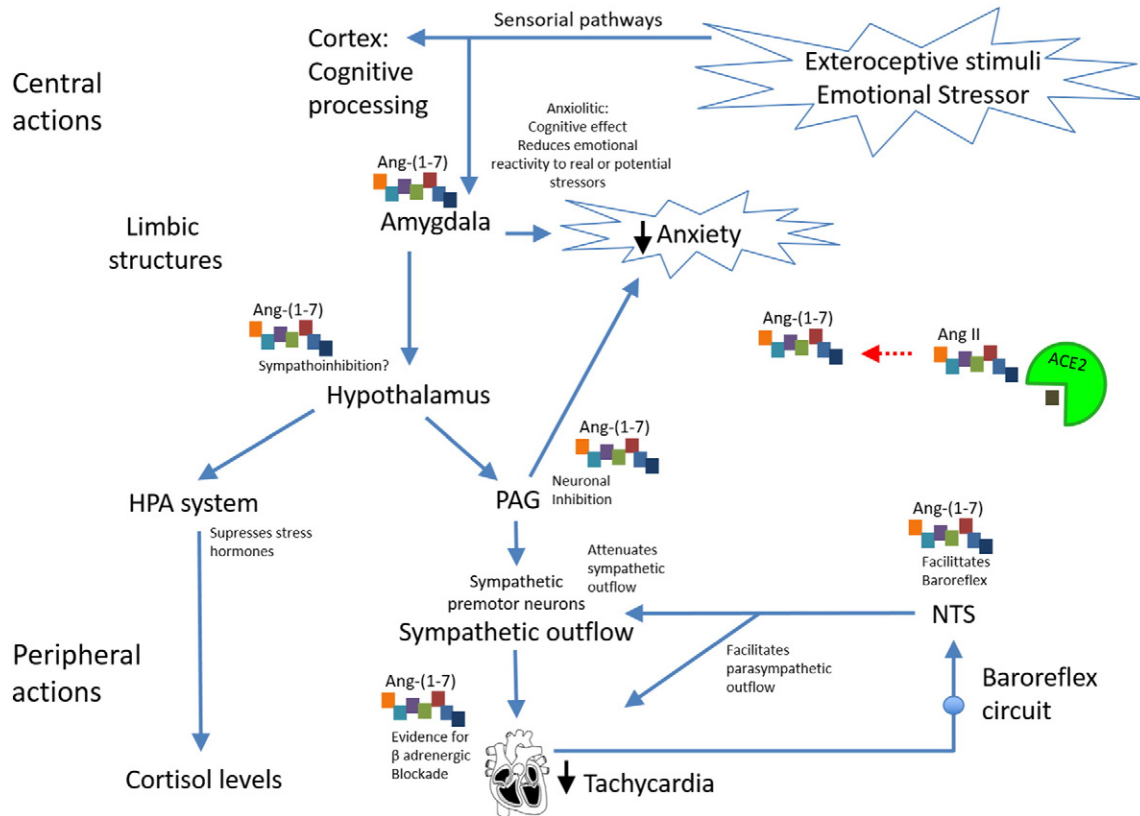 Sensorial pathways
Cortex:
Cognitive
processing
Exteroceptive stimuli
Emotional Stressor
Central
actions
Anxiolitic:
Cognitive effect
Reduces emotional
reactivity to real or potential
stressors
Ang-(1-7)
Amygdala
Anxiety
Limbic
structures
Ang-(1-7)
Sympathoinhibition?
Hypothalamus
Ang-(1-7)
Ang II
ACE2
Ang-(1-7)
Neuronal
Inhibition
HPA system
Supresses stress
hormones
PAG
Ang-(1-7)
Facilittates
Baroreflex
Attenuates
sympathetic
outflow
Sympathetic
premotor neurons
Sympathetic outflow
NTS
Peripheral
actions
Facilitates
parasympathetic
outflow
Baroreflex
circuit
Ang-(1-7)
Evidence for
β adrenergic
Blockade
Cortisol levels
Tachycardia